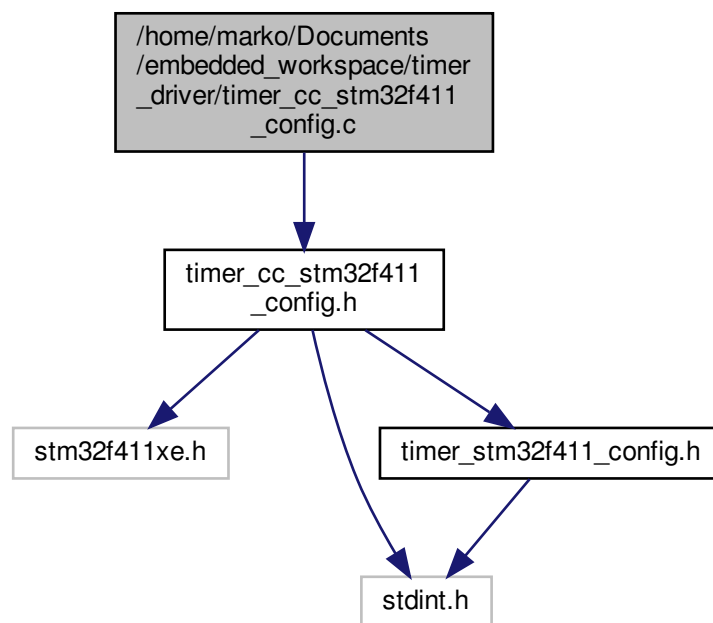 /home/marko/Documents
/embedded_workspace/timer
_driver/timer_cc_stm32f411
_config.c
timer_cc_stm32f411
_config.h
stm32f411xe.h
timer_stm32f411_config.h
stdint.h